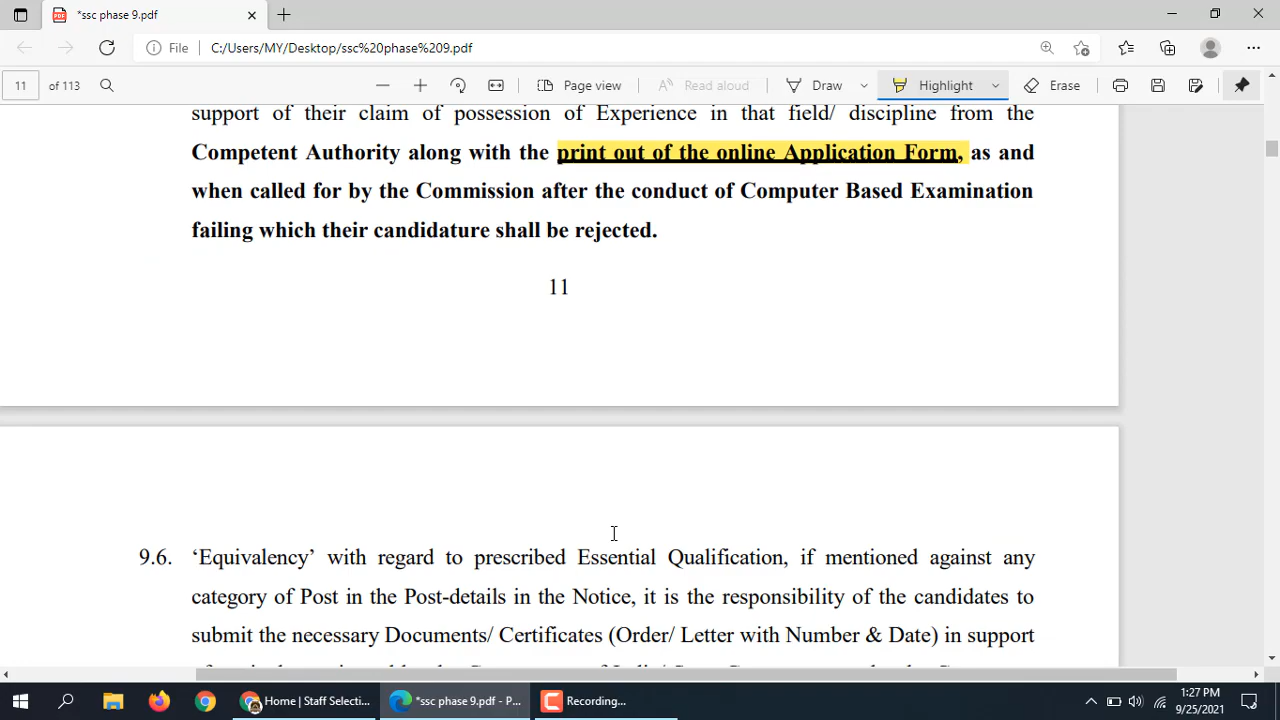 *ssc phase 9.pdf
File C:/Users/MY/Desktop/ssc%20phase%209.pdf
11 of 113 Page view Read aloud Draw Highlight Erase
support of their claim of possession of Experience in that field/ discipline from the
Competent Authority along with the print out of the online Application Form, as and
when called for by the Commission after the conduct of Computer Based Examination
failing which their candidature shall be rejected.
11
9.6. ‘Equivalency’ with regard to prescribed Essential Qualification, if mentioned against any
category of Post in the Post-details in the Notice, it is the responsibility of the candidates to
submit the necessary Documents/ Certificates (Order/ Letter with Number & Date) in support
Home | Staff Selecti... *ssc phase 9.pdf - P... Recording...
1:27 PM
9/25/2021